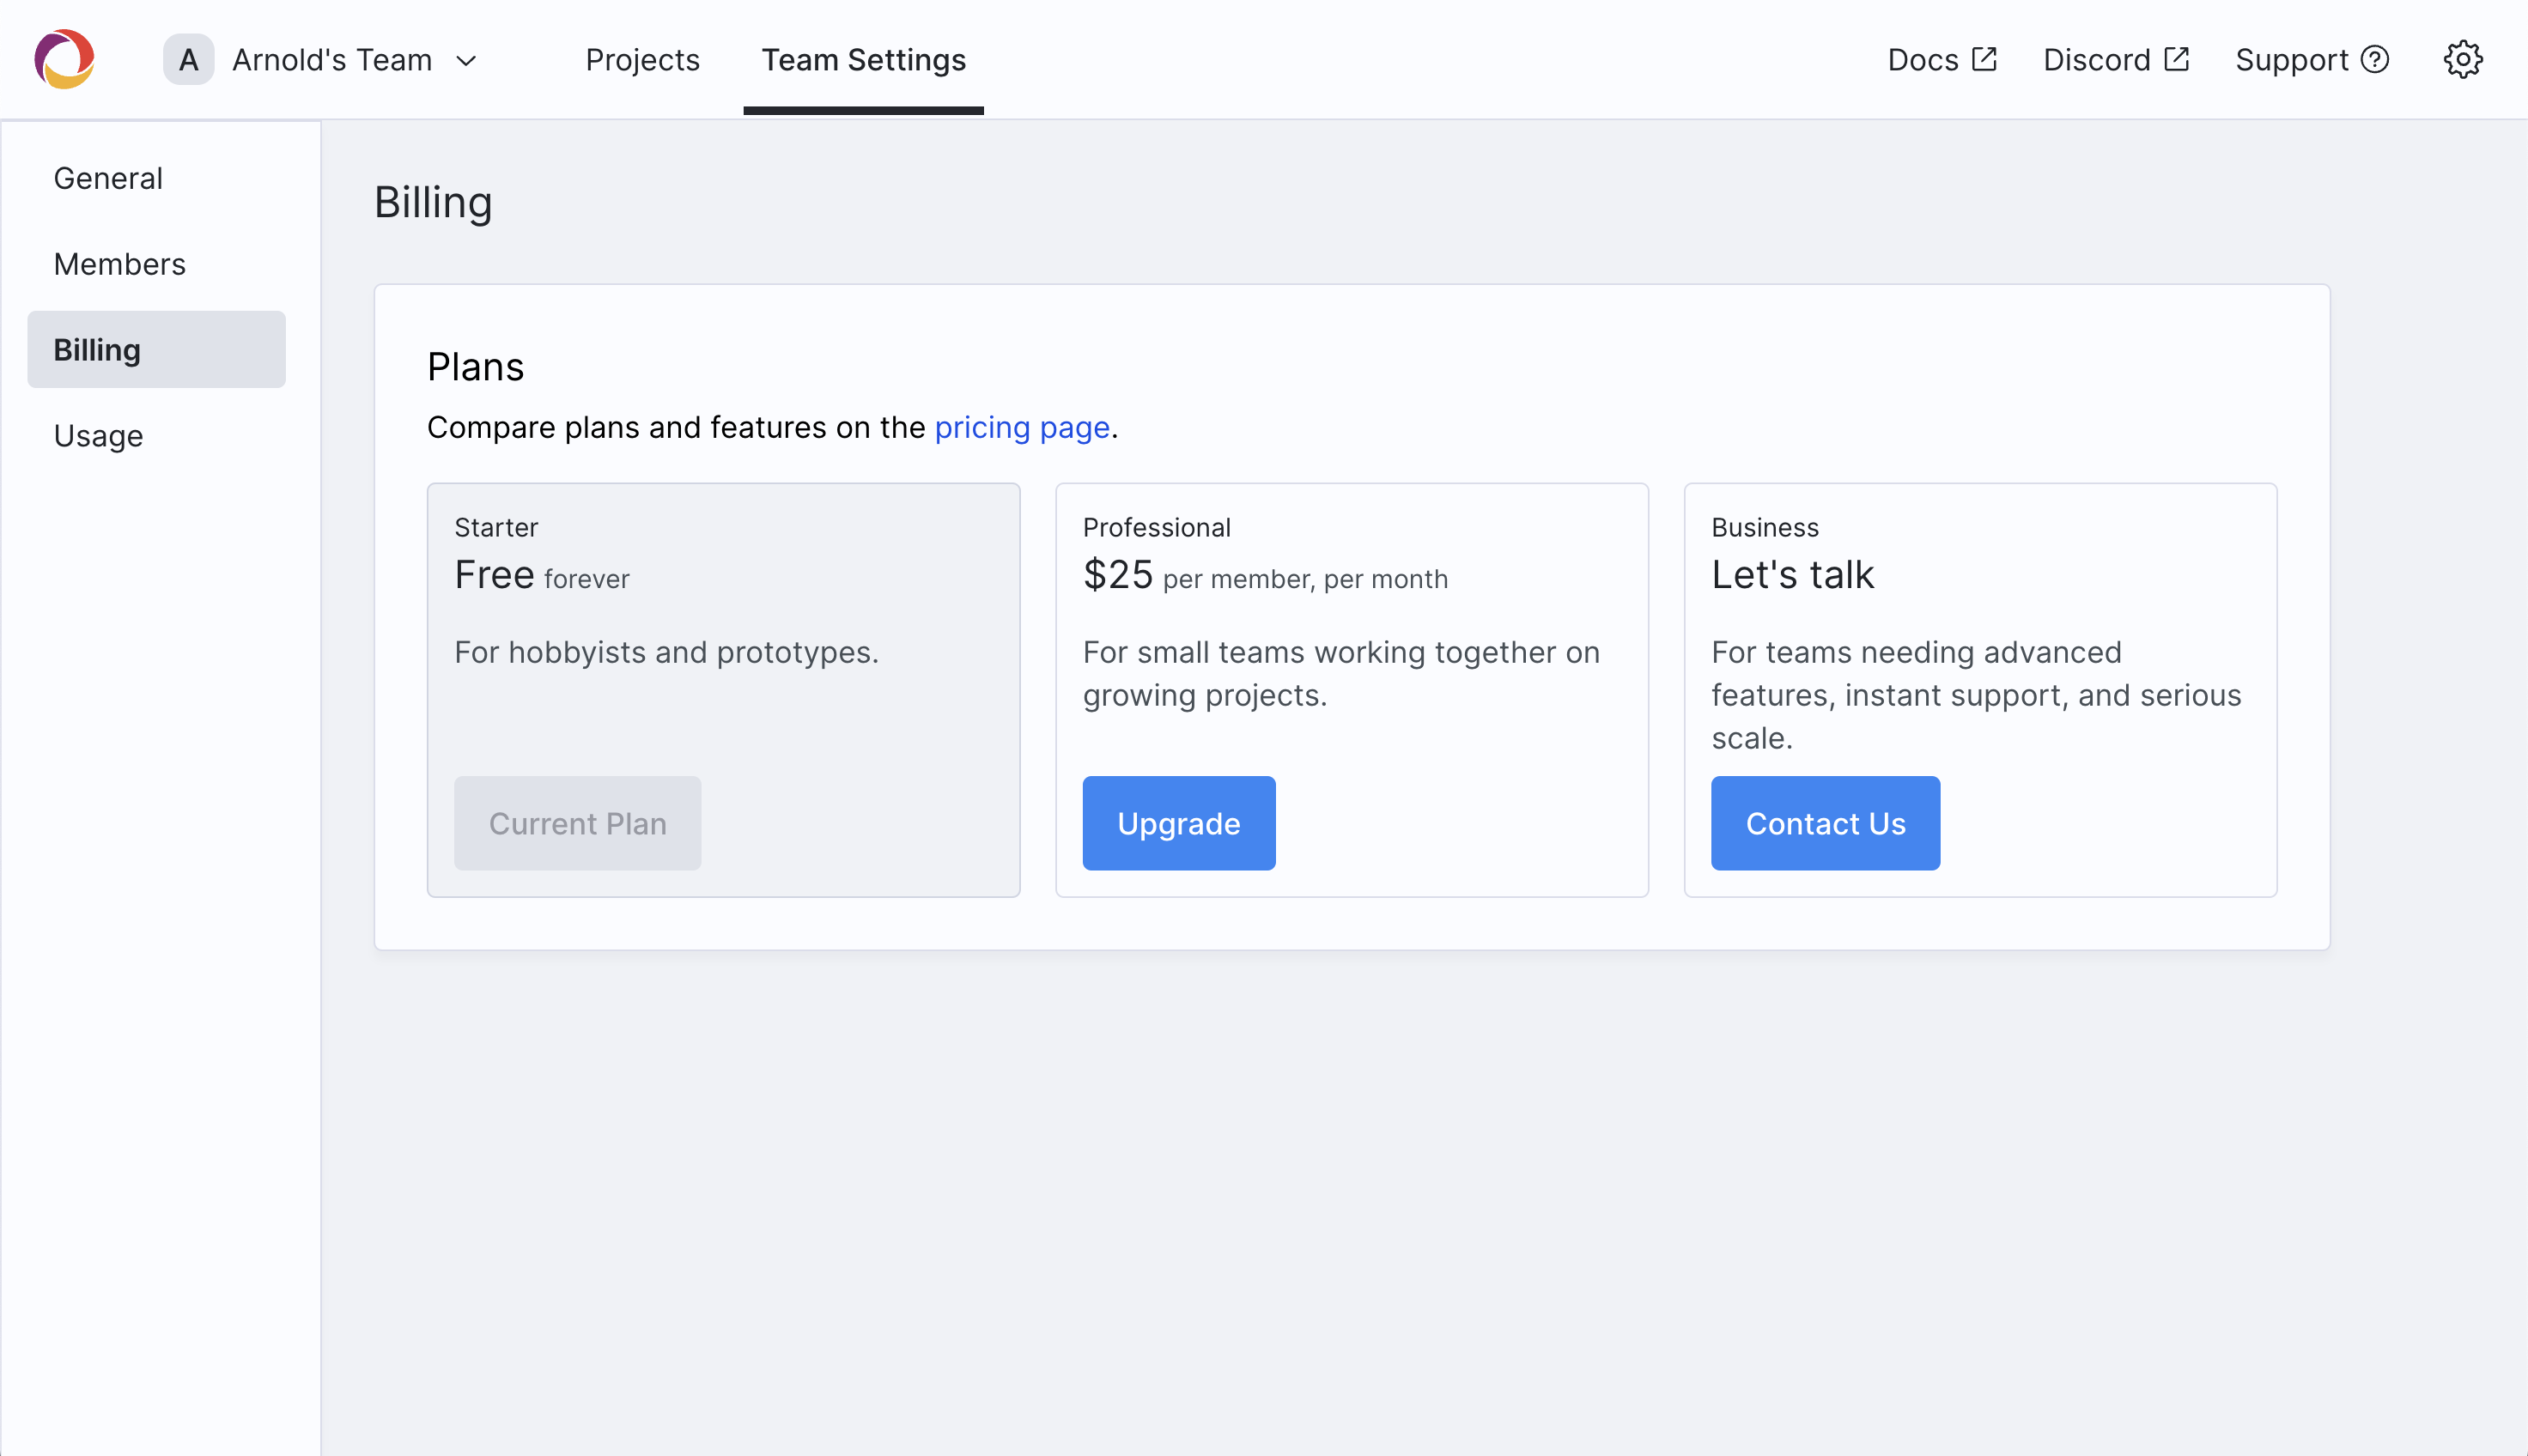 A Arnold's Team Projects Team Settings Docs Discord Support
General
Members
Billing
Usage
Billing
Plans
Compare plans and features on the pricing page.
Starter
Free forever
For hobbyists and prototypes.
Current Plan
Professional
$25 per member, per month
For small teams working together on
growing projects.
Upgrade
Business
Let's talk
For teams needing advanced
features, instant support, and serious
scale.
Contact Us